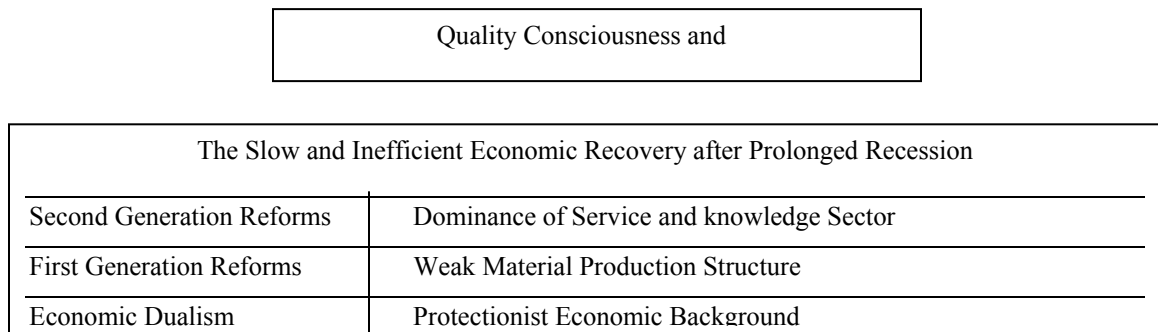 Quality Consciousness and
The Slow and Inefficient Economic Recovery after Prolonged Recession
Second Generation Reforms Dominance of Service and knowledge Sector
First Generation Reforms Weak Material Production Structure
Economic Dualism Protectionist Economic Background